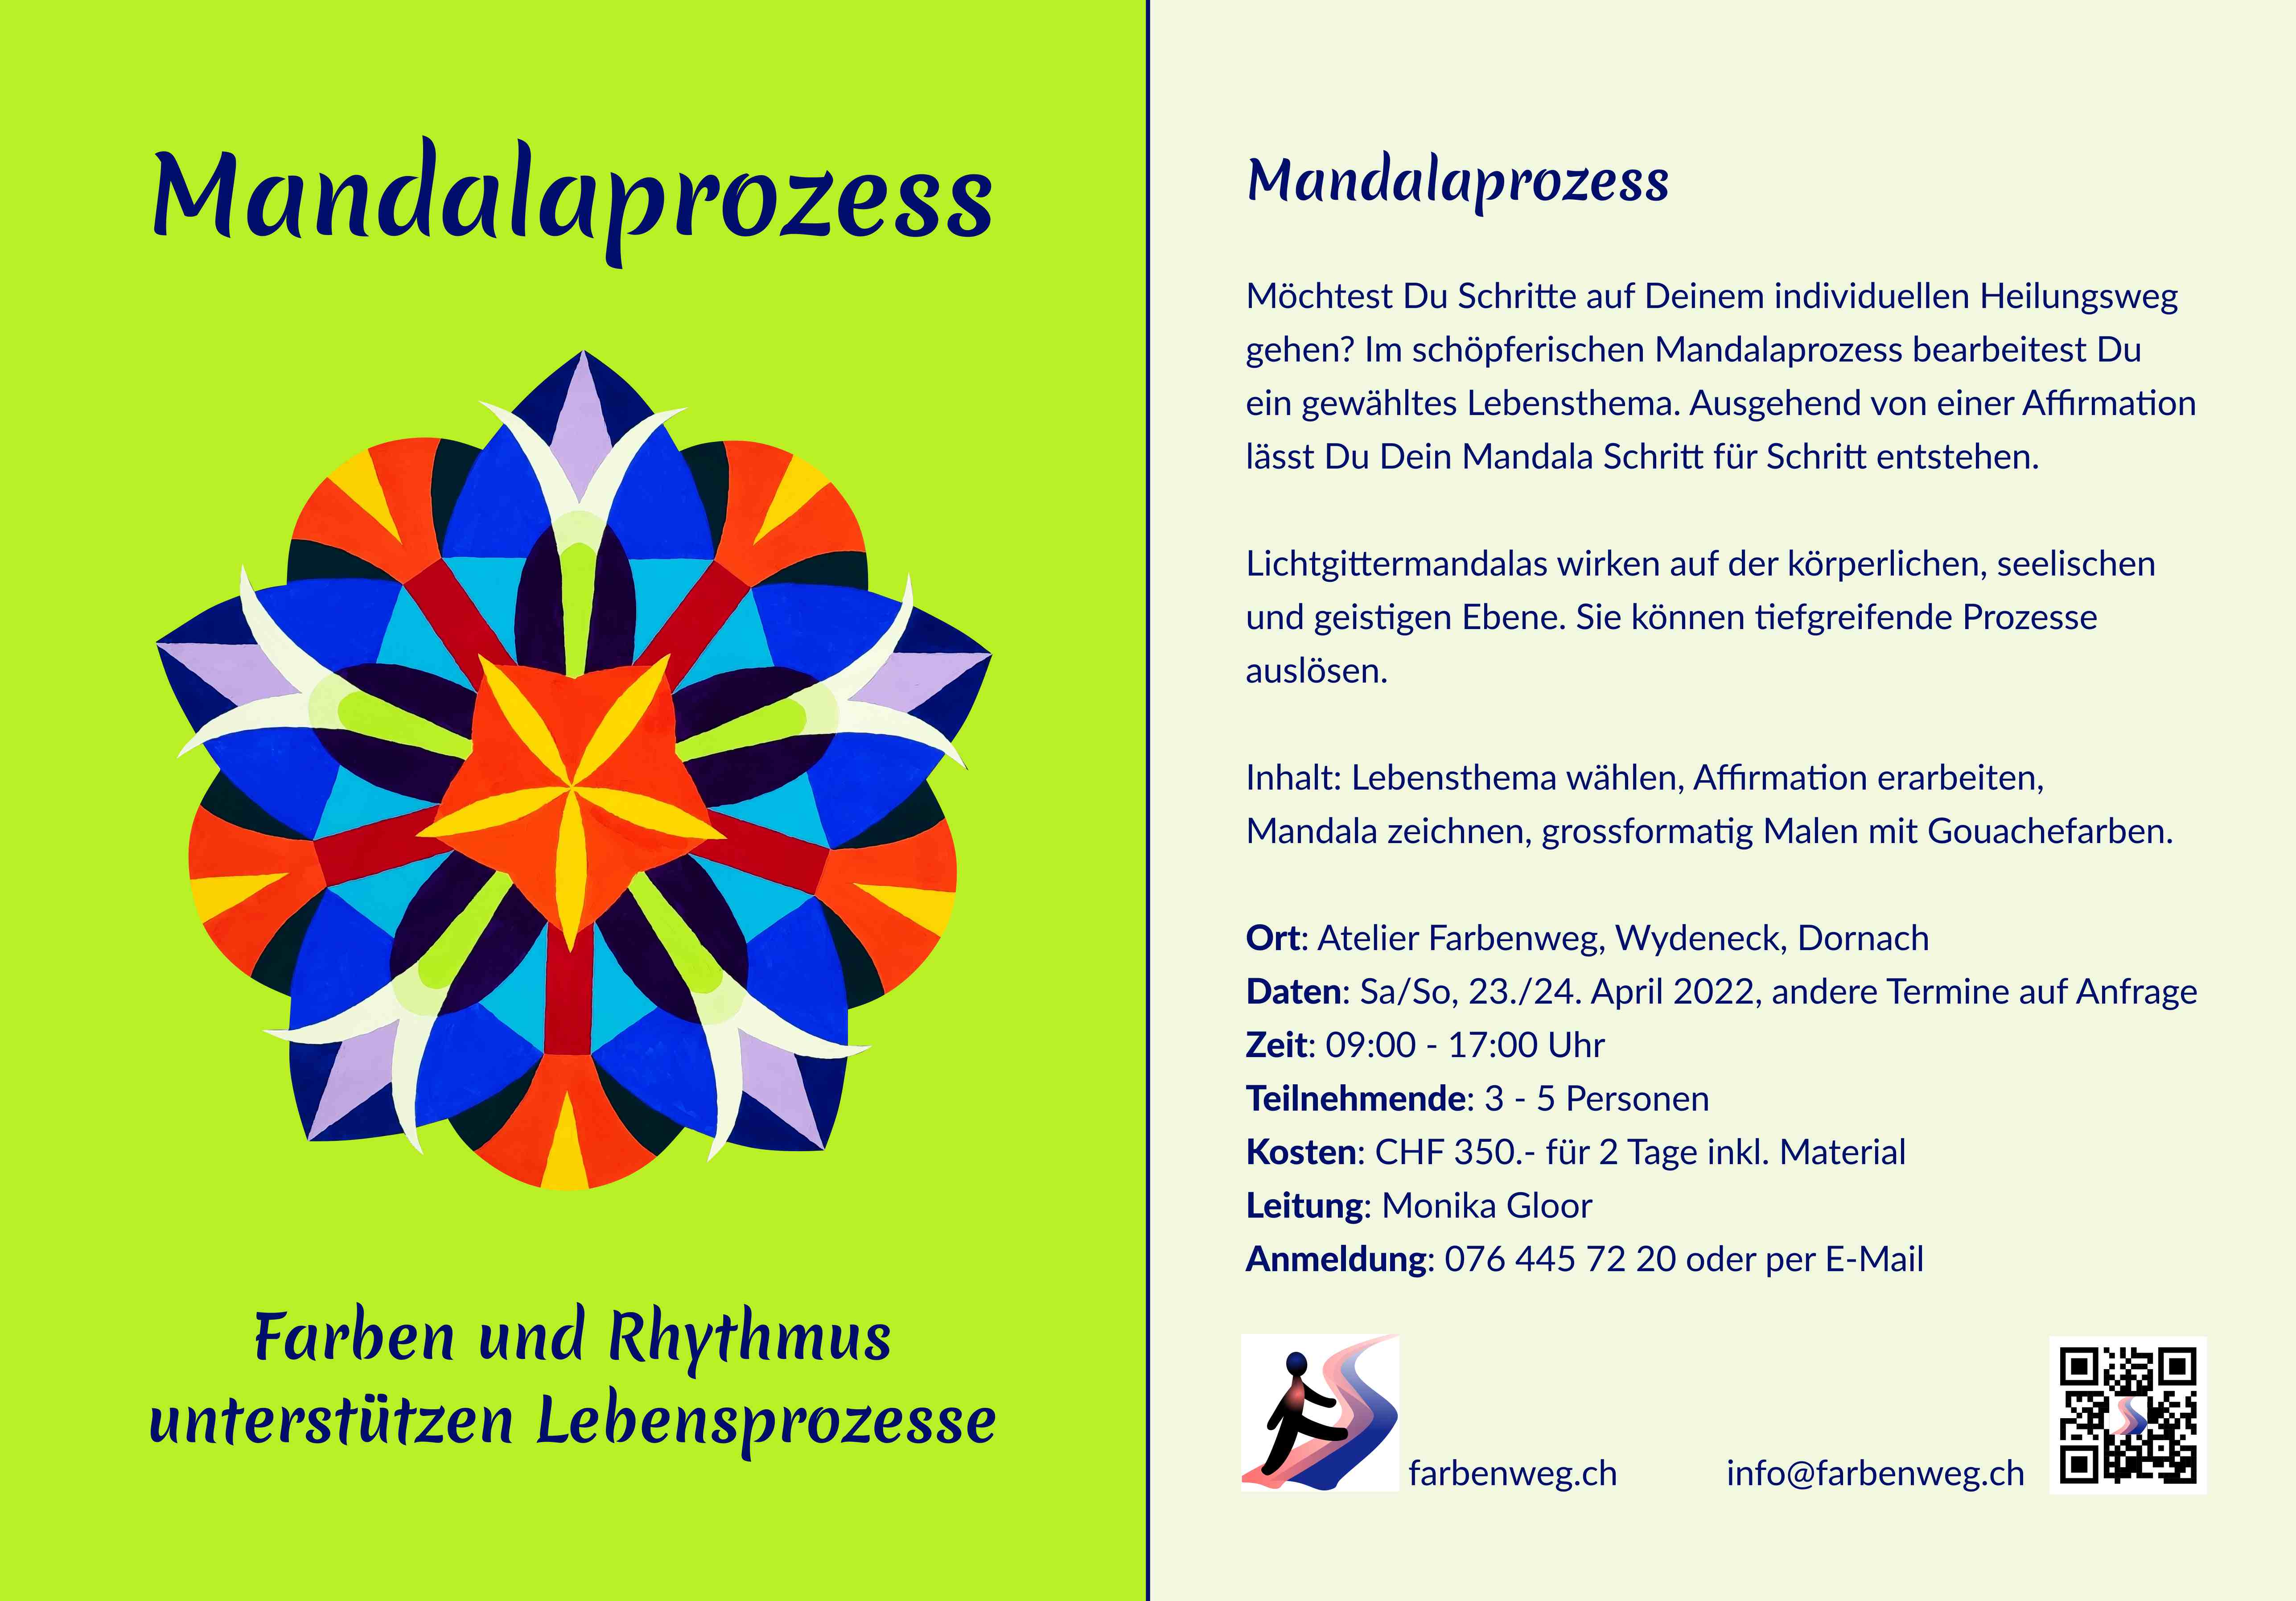 Mandalaprozess
Farben und Rhythmus
unterstützen Lebensprozesse
Mandalaprozess
Möchtest Du Schritte auf Deinem individuellen Heilungsweg
gehen? Im schöpferischen Mandalaprozess bearbeitest Du
ein gewähltes Lebensthema. Ausgehend von einer Affirmation
lässt Du Dein Mandala Schritt für Schritt entstehen.
Lichtgittermandalas wirken auf der körperlichen, seelischen
und geistigen Ebene. Sie können tiefgreifende Prozesse
auslösen.
Inhalt: Lebensthema wählen, Affirmation erarbeiten,
Mandala zeichnen, grossformatig Malen mit Gouachefarben.
Ort: Atelier Farbenweg, Wydeneck, Dornach
Daten: Sa/So, 23./24. April 2022, andere Termine auf Anfrage
Zeit: 09:00 - 17:00 Uhr
Teilnehmende: 3 - 5 Personen
Kosten: CHF 350.- für 2 Tage inkl. Material
Leitung: Monika Gloor
Anmeldung: 076 445 72 20 oder per E-Mail
farbenweg.ch info@farbenweg.ch